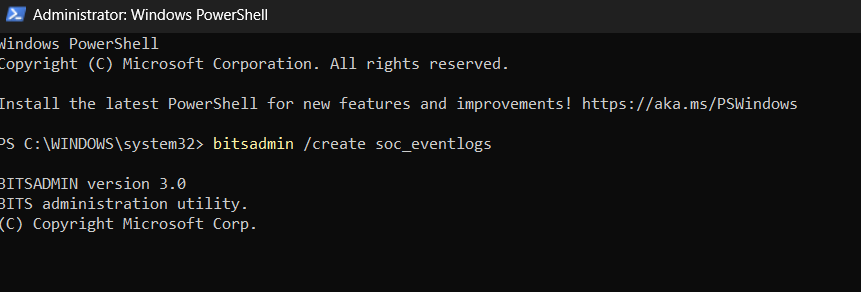 Administrator: Windows PowerShell
Windows PowerShell
Copyright (C) Microsoft Corporation. All rights reserved.
Install the latest PowerShell for new features and improvements! https://aka.ms/PSWindows
PS C:\WINDOWS\system32> bitsadmin /create soc_eventlogs
BITSADMIN version 3.0
BITS administration utility.
(C) Copyright Microsoft Corp.